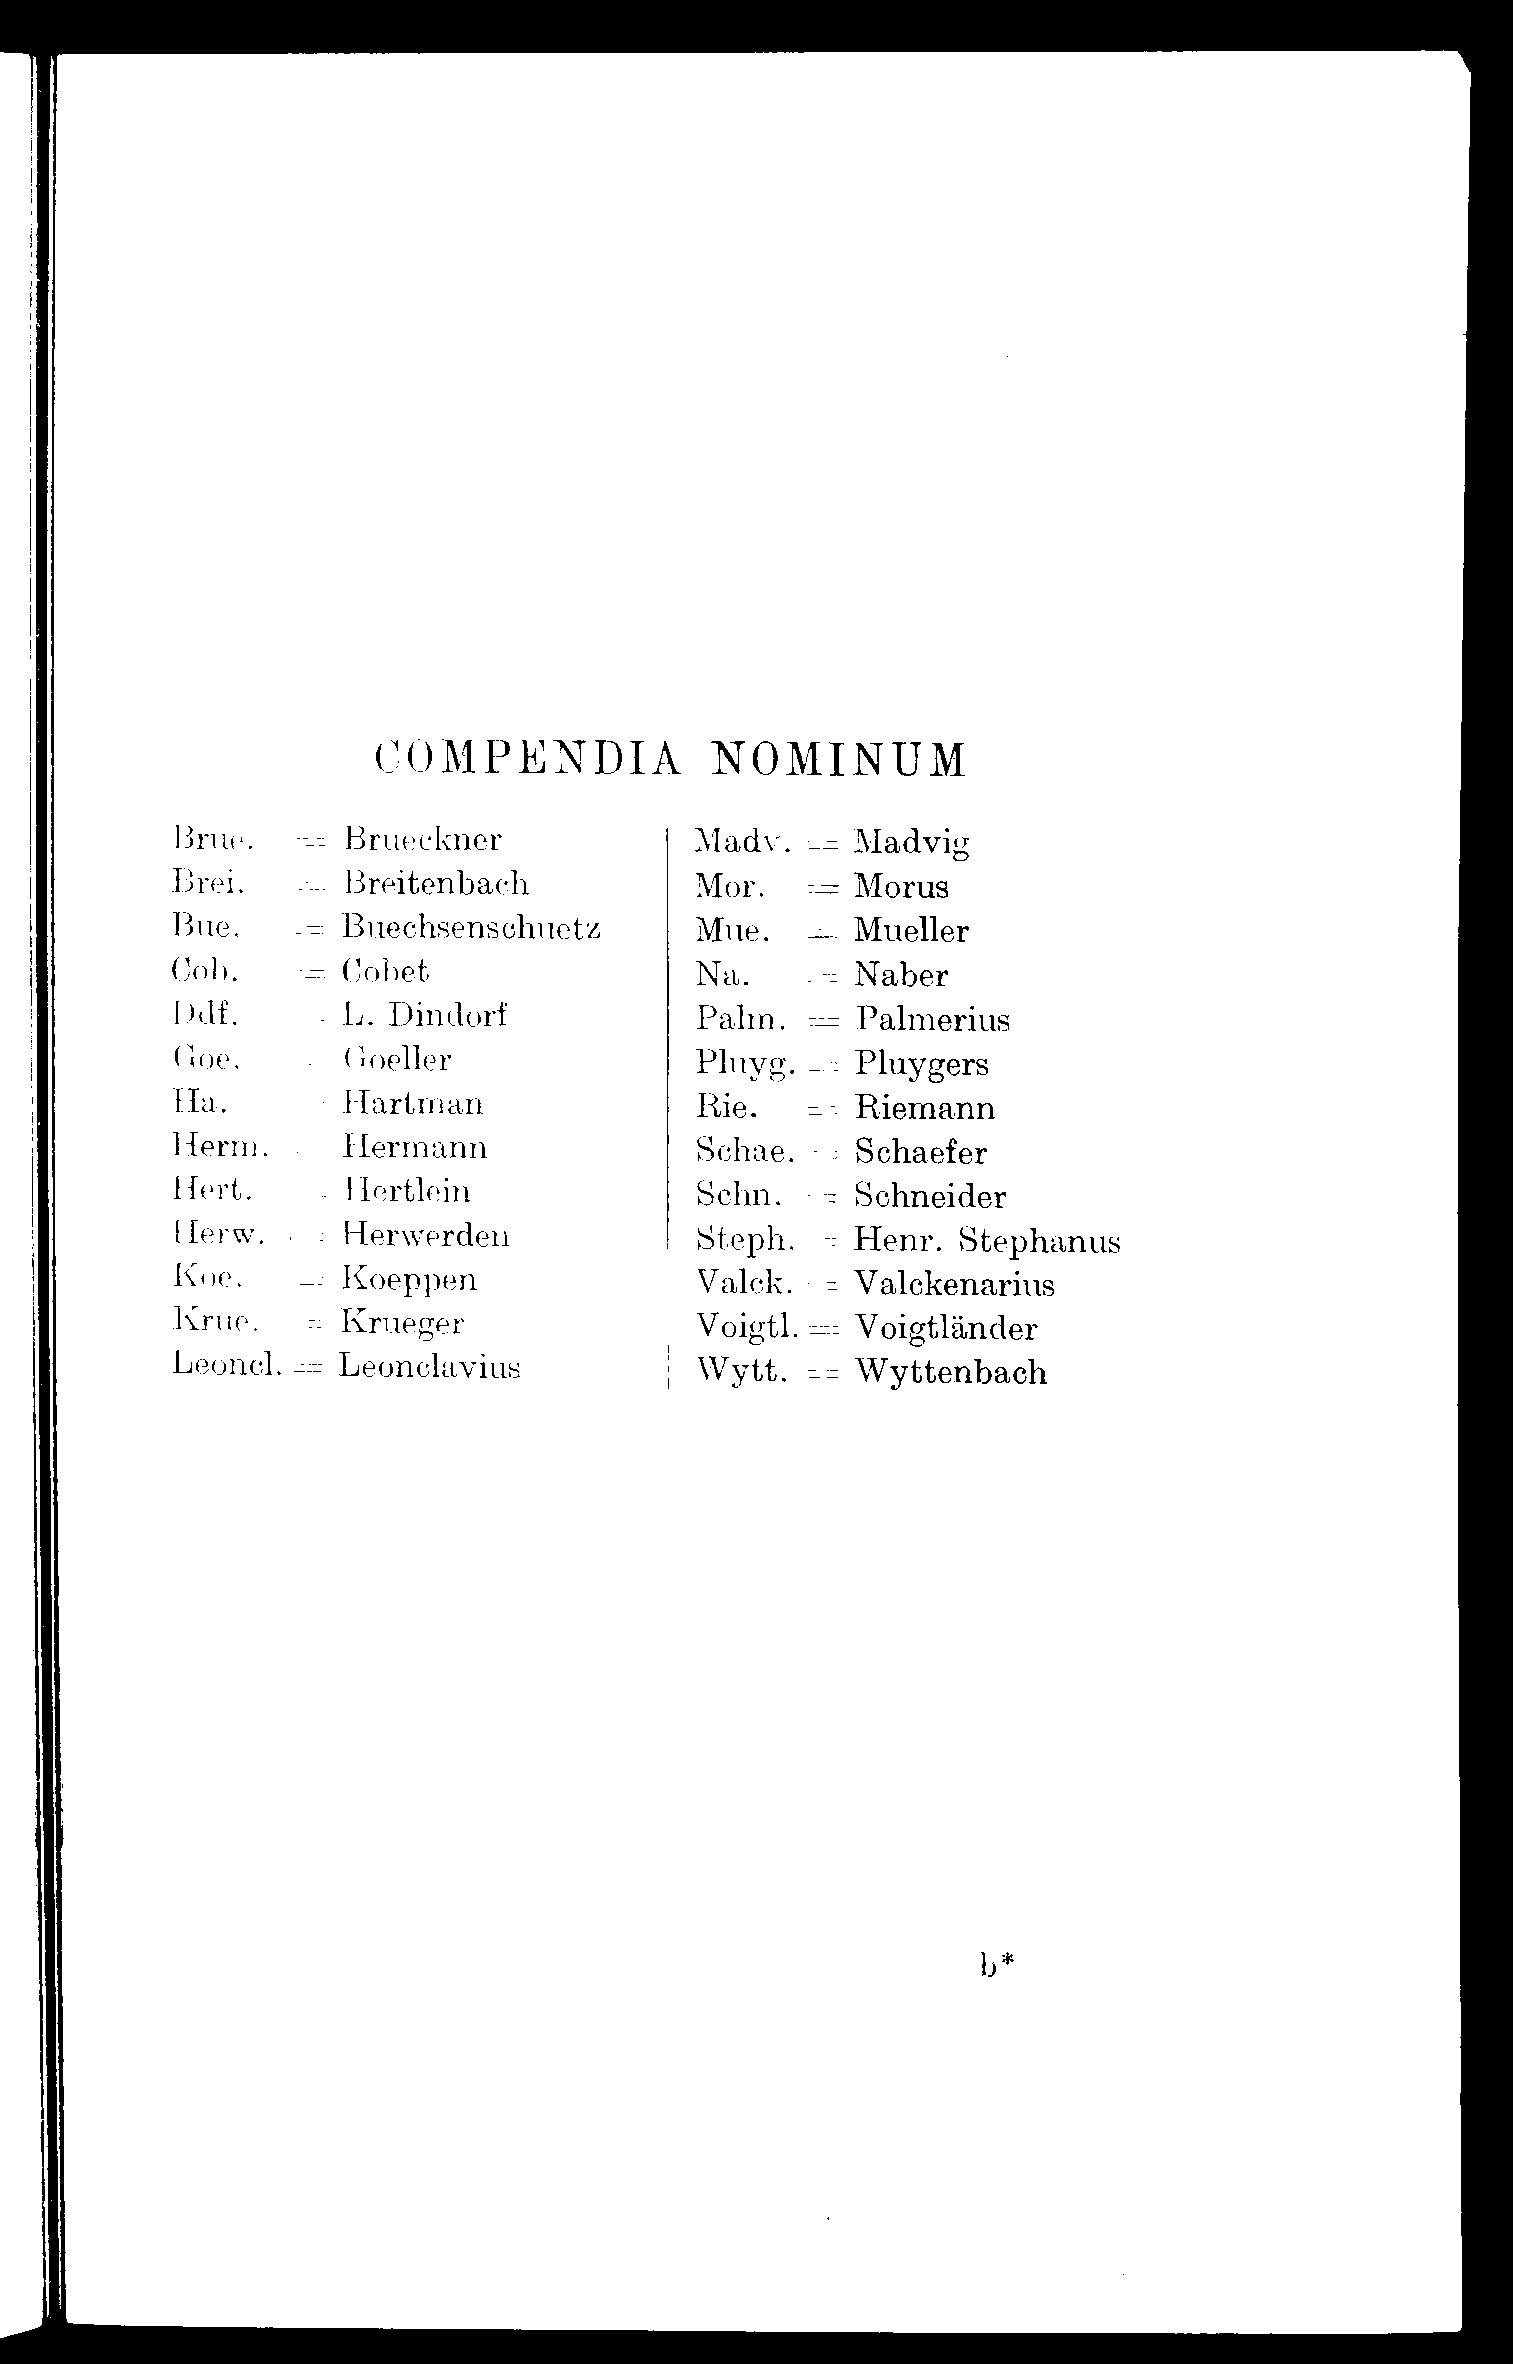 COMPENDIA NOMINUM
Brue. = Brueckner
Brei. = Breitenbach
Bue. = Buechsenschuetz
Cob. = Cobet
Ddf. = L. Dindorf
Goe. = Goeller
Ha. = Hartman
Herm. = Hermann
Hert. = Hertlein
Herw. = Herwerden
Koe. = Koeppen
Krue. = Krueger
Leoncl. = Leonclavius
Madv. = Madvig
Mor. = Morus
Mue. = Mueller
Na. = Naber
Palm. = Palmerius
Pluyg. = Pluygers
Rie. = Riemann
Schae. = Schaefer
Schn. = Schneider
Steph. = Henr. Stephanus
Valck. = Valckenarius
Voigtl. = Voigtländer
Wytt. = Wyttenbach
b*